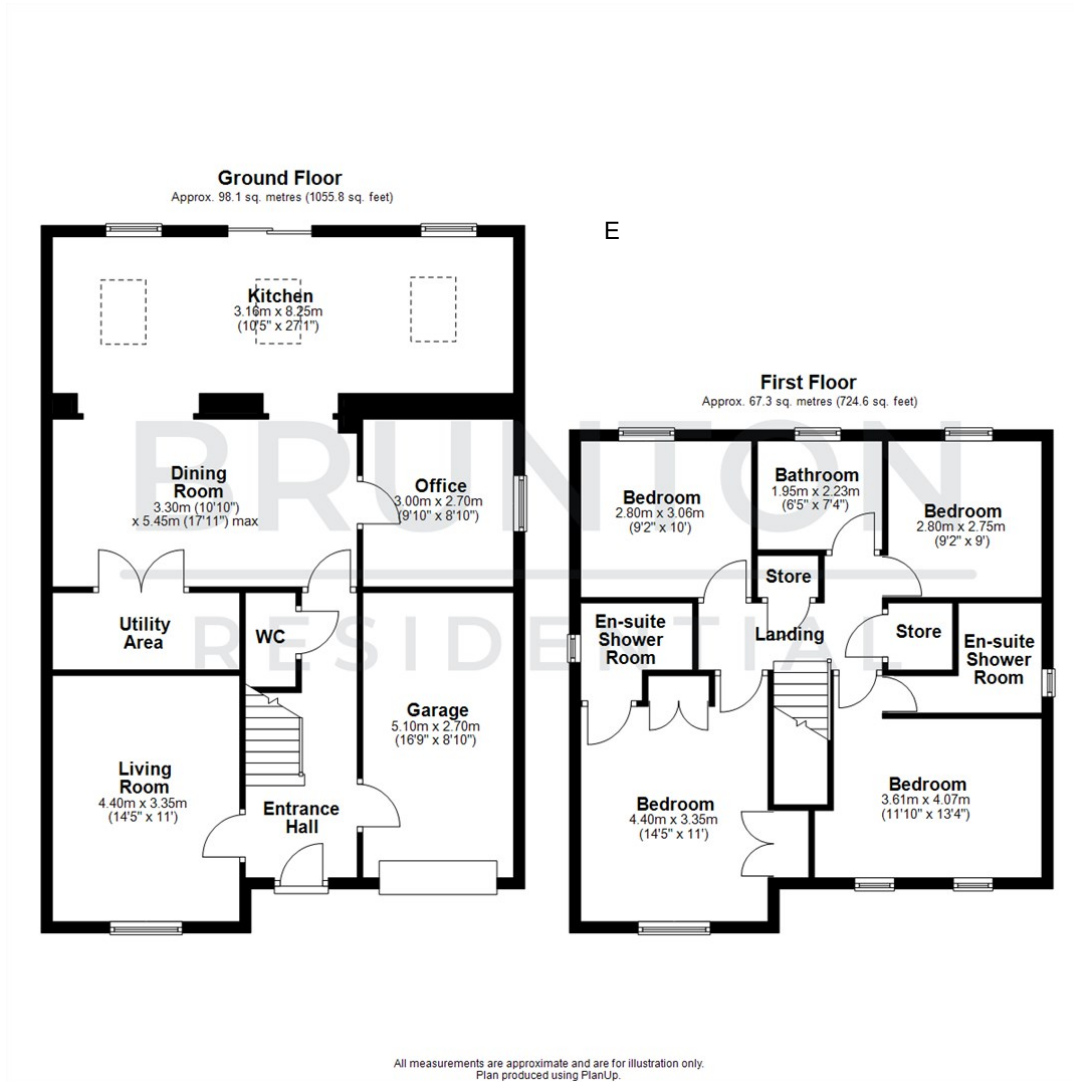 Ground Floor
Approx. 98.1 sq. metres (1055.8 sq. feet)
E
Kitchen
3.16m x 8.25m
(10'5" x 27'1")
Dining
Room
3.30m (10'10")
x 5.45m (17'11") max
Office
3.00m x 2.70m
(9'10" x 8'10")
Utility
Area
WC
Garage
5.10m x 2.70m
(16'9" x 8'10")
Living
Room
4.40m x 3.35m
(14'5" x 11')
Entrance
Hall
First Floor
Approx. 67.3 sq. metres (724.6 sq. feet)
Bedroom
2.80m x 3.06m
(9'2" x 10')
Bathroom
1.95m x 2.23m
(6'5" x 7'4")
Bedroom
2.80m x 2.75m
(9'2" x 9')
Store
En-suite
Shower
Room
Landing
Store
En-suite
Shower
Room
Bedroom
4.40m x 3.35m
(14'5" x 11')
Bedroom
3.61m x 4.07m
(11'10" x 13'4")
BRUNTON
RESIDENTIAL
All measurements are approximate and are for illustration only.
Plan produced using PlanUp.